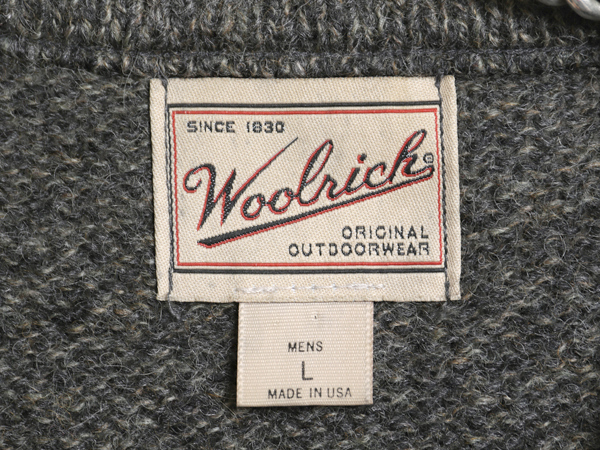 SINCE 1830
Woolrich®
ORIGINAL
OUTDOORWEAR
MENS
L
MADE IN USA